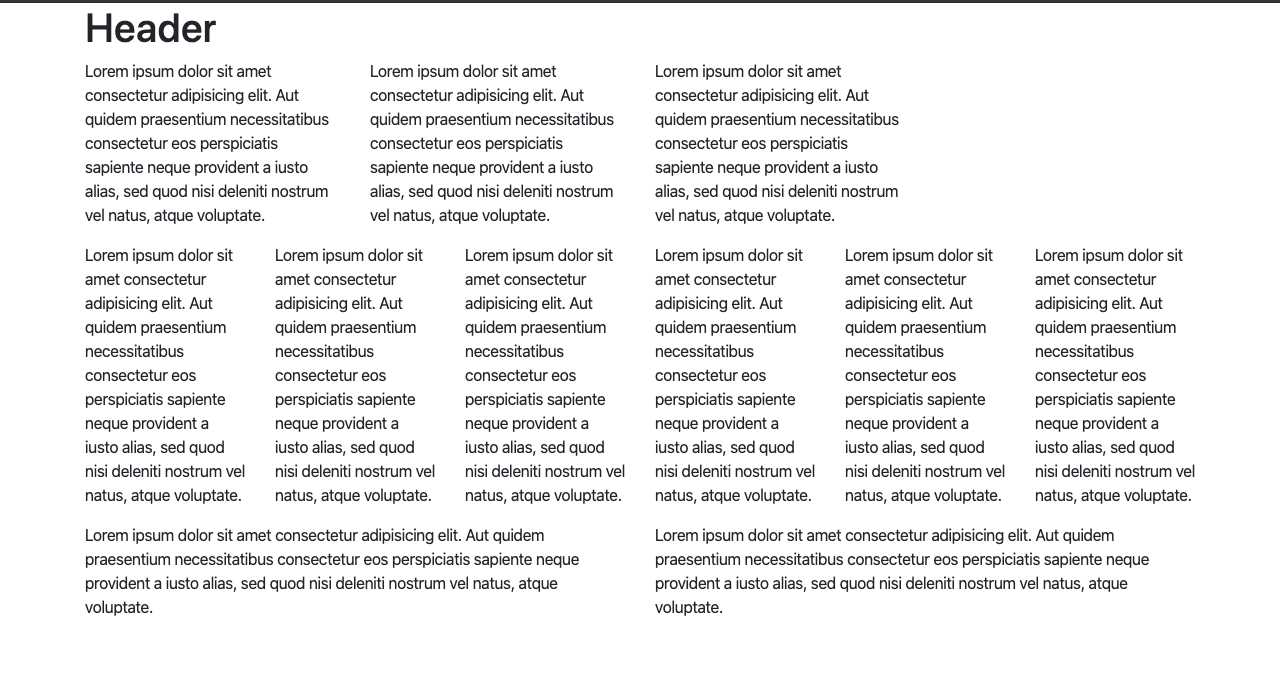 Header
Lorem ipsum dolor sit amet
consectetur adipisicing elit. Aut
quidem praesentium necessitatibus
consectetur eos perspiciatis
sapiente neque provident a iusto
alias, sed quod nisi deleniti nostrum
vel natus, atque voluptate.
Lorem ipsum dolor sit amet
consectetur adipisicing elit. Aut
quidem praesentium necessitatibus
consectetur eos perspiciatis
sapiente neque provident a iusto
alias, sed quod nisi deleniti nostrum
vel natus, atque voluptate.
Lorem ipsum dolor sit amet
consectetur adipisicing elit. Aut
quidem praesentium necessitatibus
consectetur eos perspiciatis
sapiente neque provident a iusto
alias, sed quod nisi deleniti nostrum
vel natus, atque voluptate.
Lorem ipsum dolor sit
amet consectetur
adipisicing elit. Aut
quidem praesentium
necessitatibus
consectetur eos
perspiciatis sapiente
neque provident a
iusto alias, sed quod
nisi deleniti nostrum vel
natus, atque voluptate.
Lorem ipsum dolor sit
amet consectetur
adipisicing elit. Aut
quidem praesentium
necessitatibus
consectetur eos
perspiciatis sapiente
neque provident a
iusto alias, sed quod
nisi deleniti nostrum vel
natus, atque voluptate.
Lorem ipsum dolor sit
amet consectetur
adipisicing elit. Aut
quidem praesentium
necessitatibus
consectetur eos
perspiciatis sapiente
neque provident a
iusto alias, sed quod
nisi deleniti nostrum vel
natus, atque voluptate.
Lorem ipsum dolor sit
amet consectetur
adipisicing elit. Aut
quidem praesentium
necessitatibus
consectetur eos
perspiciatis sapiente
neque provident a
iusto alias, sed quod
nisi deleniti nostrum vel
natus, atque voluptate.
Lorem ipsum dolor sit
amet consectetur
adipisicing elit. Aut
quidem praesentium
necessitatibus
consectetur eos
perspiciatis sapiente
neque provident a
iusto alias, sed quod
nisi deleniti nostrum vel
natus, atque voluptate.
Lorem ipsum dolor sit
amet consectetur
adipisicing elit. Aut
quidem praesentium
necessitatibus
consectetur eos
perspiciatis sapiente
neque provident a
iusto alias, sed quod
nisi deleniti nostrum vel
natus, atque voluptate.
Lorem ipsum dolor sit amet consectetur adipisicing elit. Aut quidem
praesentium necessitatibus consectetur eos perspiciatis sapiente neque
provident a iusto alias, sed quod nisi deleniti nostrum vel natus, atque
voluptate.
Lorem ipsum dolor sit amet consectetur adipisicing elit. Aut quidem
praesentium necessitatibus consectetur eos perspiciatis sapiente neque
provident a iusto alias, sed quod nisi deleniti nostrum vel natus, atque
voluptate.